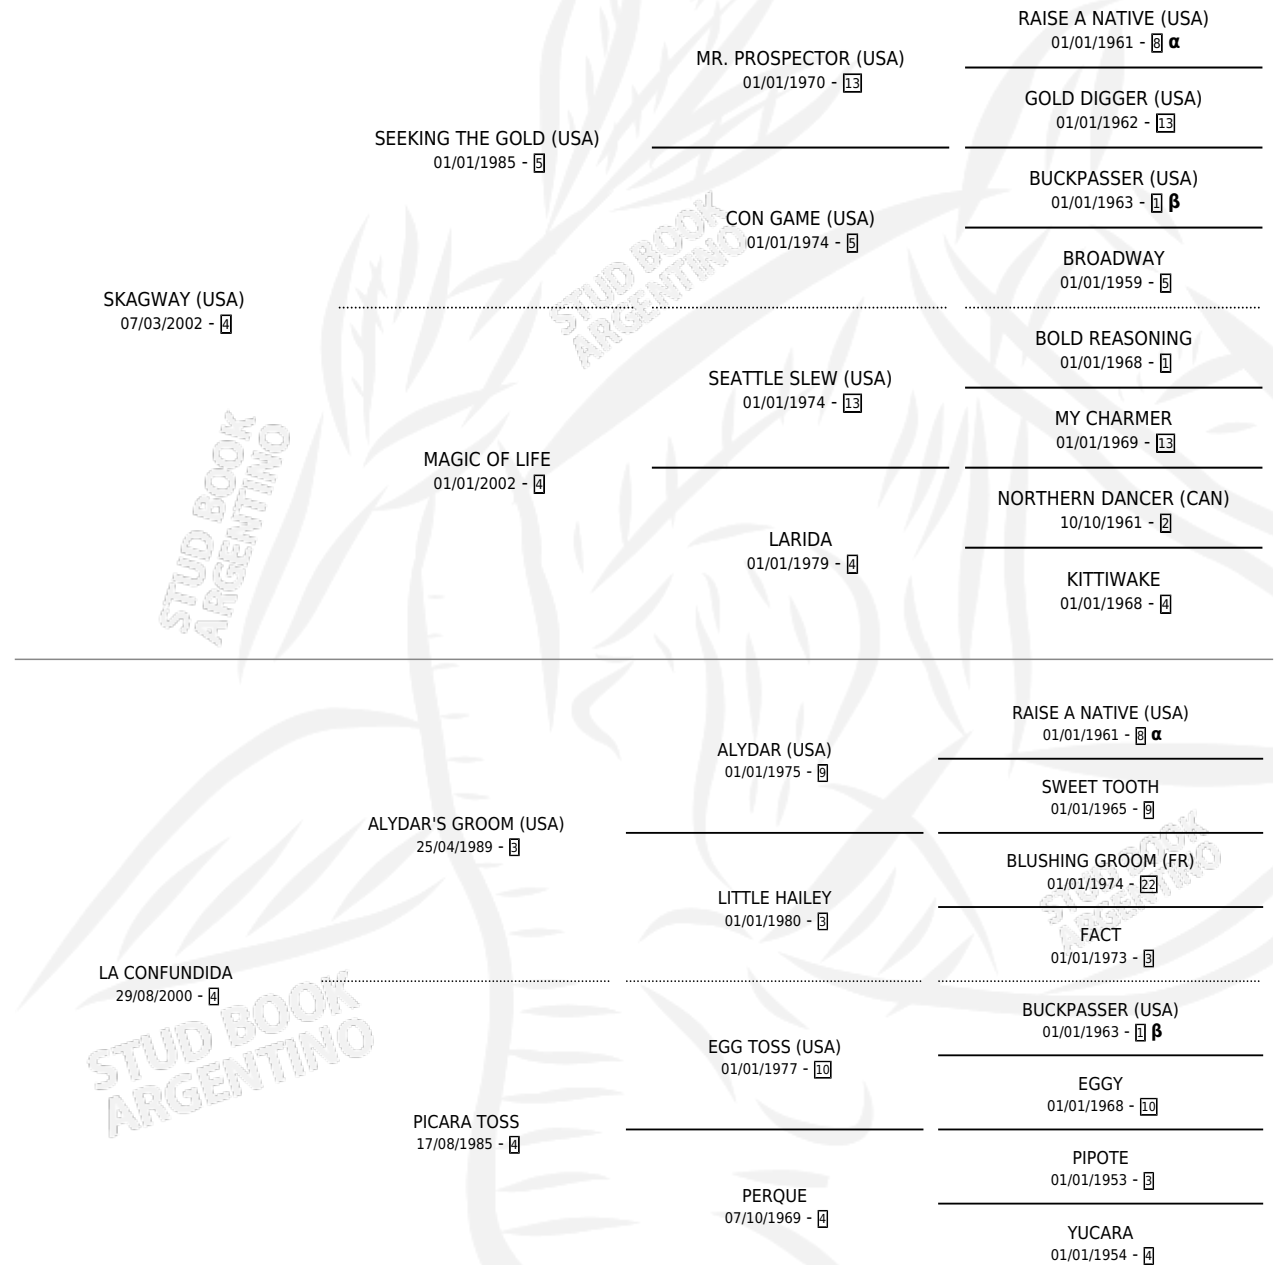 RAISE A NATIVE (USA)
01/01/1961 - 8 α
MR. PROSPECTOR (USA)
01/01/1970 - 13
GOLD DIGGER (USA)
01/01/1962 - 13
SEEKING THE GOLD (USA)
01/01/1985 - 5
BUCKPASSER (USA)
01/01/1963 - 1 β
CON GAME (USA)
01/01/1974 - 5
BROADWAY
01/01/1959 - 5
SKAGWAY (USA)
07/03/2002 - 4
BOLD REASONING
01/01/1968 - 1
SEATTLE SLEW (USA)
01/01/1974 - 13
MY CHARMER
01/01/1969 - 13
MAGIC OF LIFE
01/01/2002 - 4
NORTHERN DANCER (CAN)
10/10/1961 - 2
LARIDA
01/01/1979 - 4
KITTIWAKE
01/01/1968 - 4
RAISE A NATIVE (USA)
01/01/1961 - 8 α
ALYDAR (USA)
01/01/1975 - 9
SWEET TOOTH
01/01/1965 - 9
ALYDAR'S GROOM (USA)
25/04/1989 - 3
BLUSHING GROOM (FR)
01/01/1974 - 22
LITTLE HAILEY
01/01/1980 - 3
FACT
01/01/1973 - 3
LA CONFUNDIDA
29/08/2000 - 4
BUCKPASSER (USA)
01/01/1963 - 1 β
EGG TOSS (USA)
01/01/1977 - 10
EGGY
01/01/1968 - 10
PICARA TOSS
17/08/1985 - 4
PIPOTE
01/01/1953 - 3
PERQUE
07/10/1969 - 4
YUCARA
01/01/1954 - 4
STUD BOOK
ARGENTINO
STUD BOOK
ARGENTINO
STUD BOOK
ARGENTINO
STUD BOOK
ARGENTINO